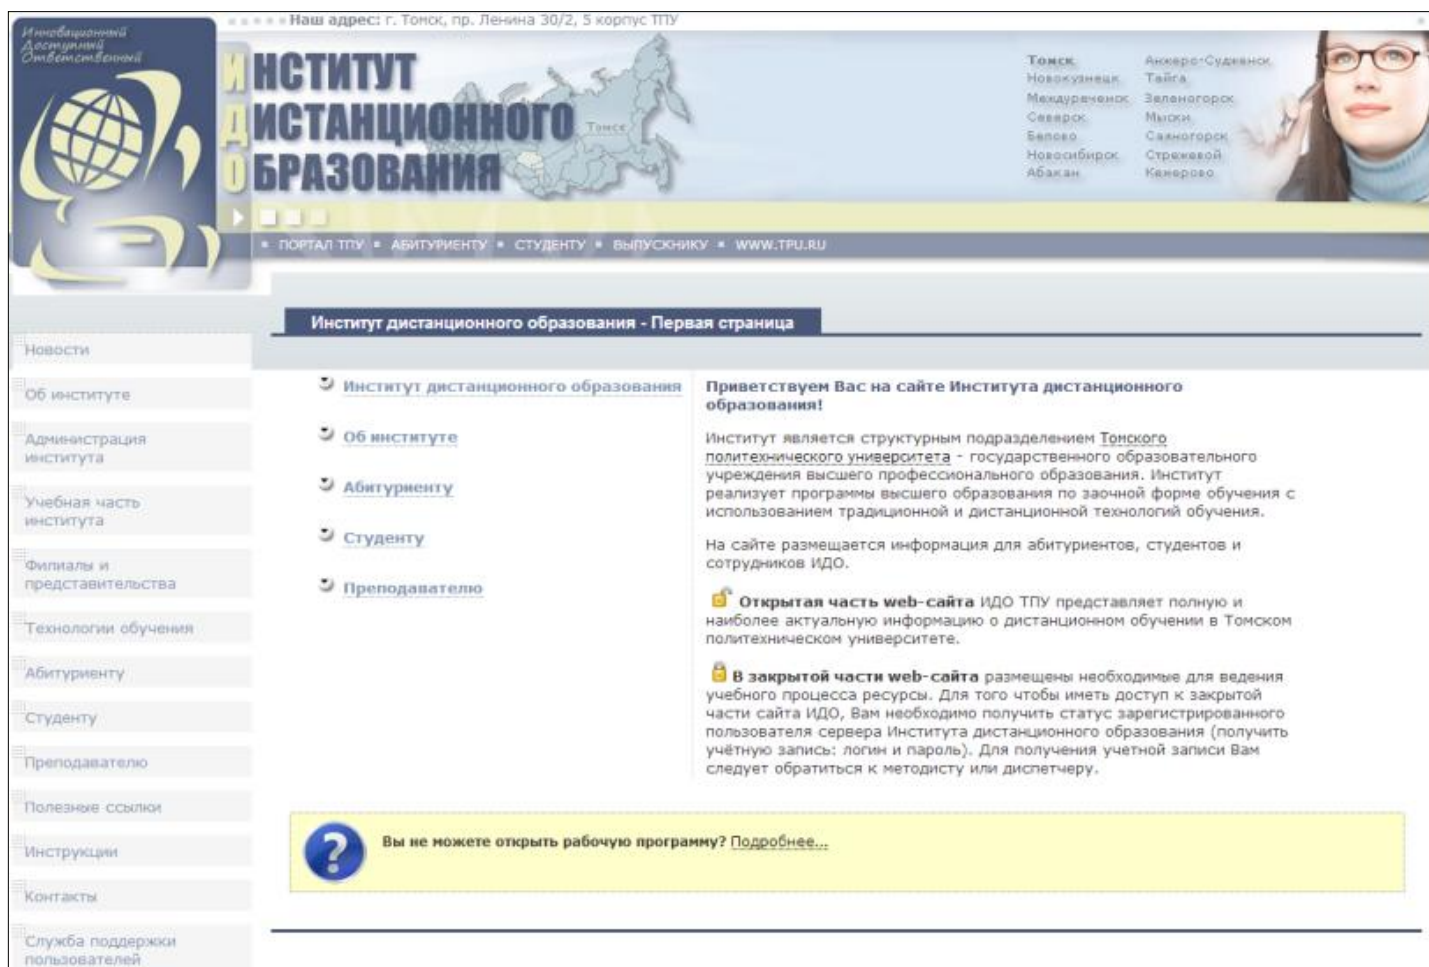 Наш адрес: г. Томск, пр. Ленина 30/2, 5 корпус ТПУ
Инновационный
Доступный
Ответственный
ИНСТИТУТ
ДИСТАНЦИОННОГО
ОБРАЗОВАНИЯ
Томск
Томск Анжеро-Судженск
Новокузнецк Тайга
Междуреченск Зеленогорск
Северск Мыски
Белово Саяногорск
Новосибирск Стрежевой
Абакан Кемерово
ПОРТАЛ ТПУ АБИТУРИЕНТУ СТУДЕНТУ ВЫПУСКНИКУ WWW.TPU.RU
Институт дистанционного образования - Первая страница
Новости
Об институте
Администрация
института
Учебная часть
института
Филиалы и
представительства
Технологии обучения
Абитуриенту
Студенту
Преподавателю
Полезные ссылки
Инструкции
Контакты
Служба поддержки
пользователей
Институт дистанционного образования
Об институте
Абитуриенту
Студенту
Преподавателю
Приветствуем Вас на сайте Института дистанционного
образования!
Институт является структурным подразделением Томского
политехнического университета - государственного образовательного
учреждения высшего профессионального образования. Институт
реализует программы высшего образования по заочной форме обучения с
использованием традиционной и дистанционной технологий обучения.
На сайте размещается информация для абитуриентов, студентов и
сотрудников ИДО.
Открытая часть web-сайта ИДО ТПУ представляет полную и
наиболее актуальную информацию о дистанционном обучении в Томском
политехническом университете.
В закрытой части web-сайта размещены необходимые для ведения
учебного процесса ресурсы. Для того чтобы иметь доступ к закрытой
части сайта ИДО, Вам необходимо получить статус зарегистрированного
пользователя сервера Института дистанционного образования (получить
учётную запись: логин и пароль). Для получения учетной записи Вам
следует обратиться к методисту или диспетчеру.
Вы не можете открыть рабочую программу? Подробнее...